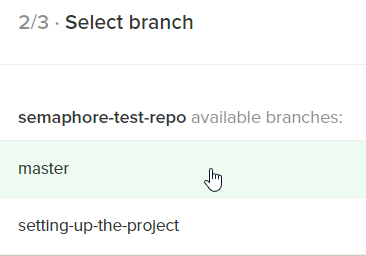 2/3 · Select branch
semaphore-test-repo available branches:
master
setting-up-the-project